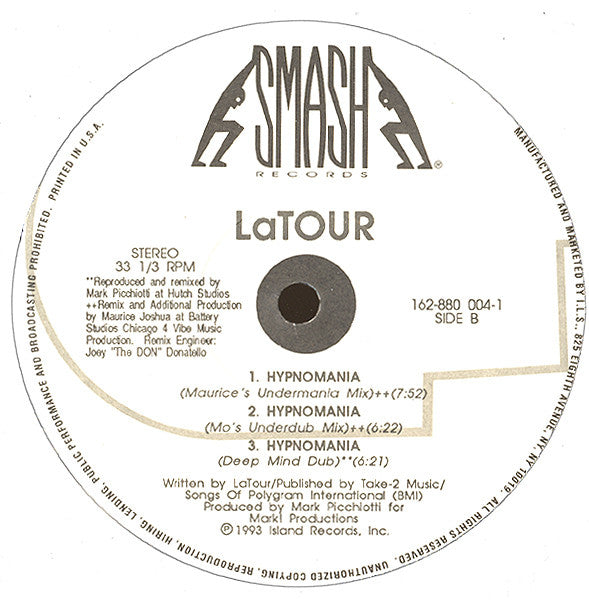 SMASH
RECORDS
®
LaTOUR
STEREO
33 1/3 RPM
**Reproduced and remixed by
Mark Picchiotti at Hutch Studios
++Remix and Additional Production
by Maurice Joshua at Battery
Studios Chicago 4 Vibe Music
Production. Remix Engineer:
Joey "The DON" Donatello
162-880 004-1
SIDE B
1. HYPNOMANIA
(Maurice's Undermania Mix)++(7:52)
2. HYPNOMANIA
(Mo's Underdub Mix)++(6:22)
3. HYPNOMANIA
(Deep Mind Dub)**(6:21)
Written by LaTour/Published by Take-2 Music/
Songs Of Polygram International (BMI)
Produced by Mark Picchiotti for
Mark! Productions
Ⓟ1993 Island Records, Inc.
MANUFACTURED AND MARKETED BY I.L.S., 825 EIGHTH AVENUE, NY, NY 10019. ALL RIGHTS RESERVED. UNAUTHORIZED COPYING, REPRODUCTION, HIRING, LENDING, PUBLIC PERFORMANCE AND BROADCASTING PROHIBITED. PRINTED IN U.S.A.